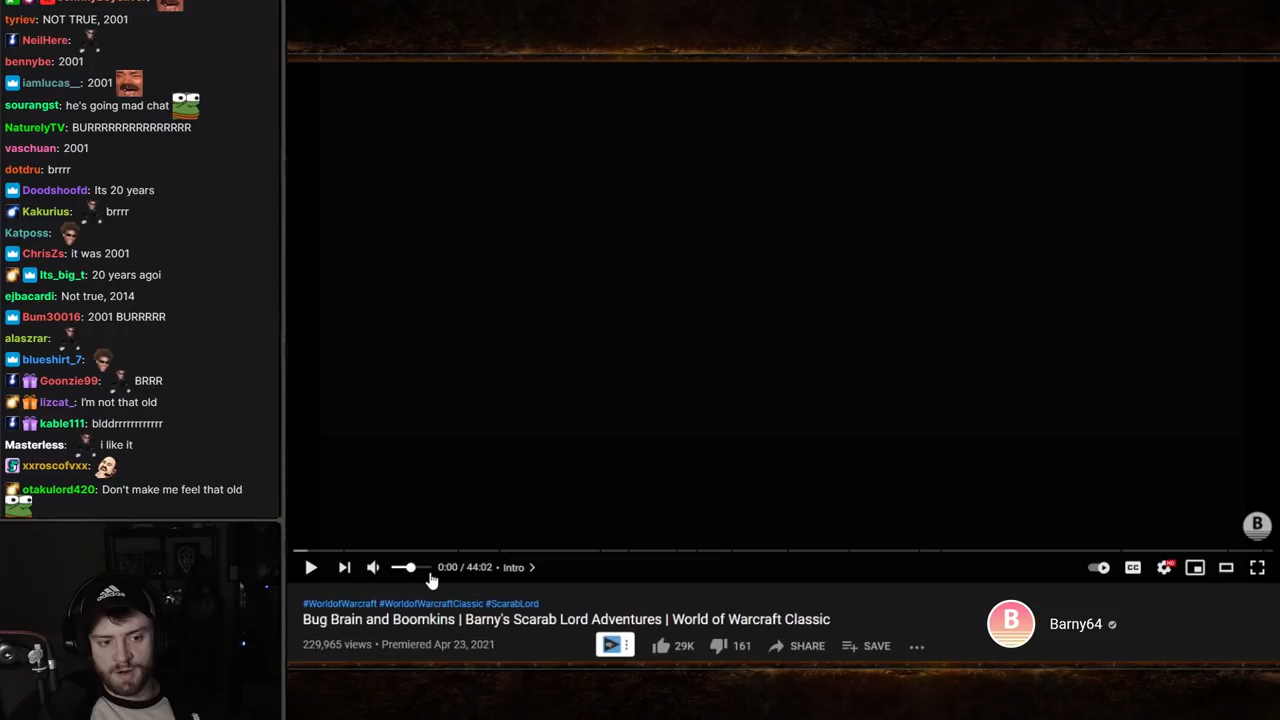 tyriev: NOT TRUE, 2001
NeilHere:
bennybe: 2001
iamlucas__: 2001
sourangst: he's going mad chat
NaturelyTV: BURRRRRRRRRRRRRRR
vaschuan: 2001
dotdru: brrrr
Doodshoofd: Its 20 years
Kakurius: brrrr
Katposs:
ChrisZs: it was 2001
Its_big_t: 20 years agoi
ejbacardi: Not true, 2014
Bum30016: 2001 BURRRRR
alaszrar:
blueshirt_7:
Goonzie99: BRRR
lizcat_: I'm not that old
kable111: blddrrrrrrrrrrr
Masterless: i like it
xxroscofvxx:
otakulord420: Don't make me feel that old
adidas
B
0:00 / 44:02 • Intro
CC
HD
#WorldofWarcraft #WorldofWarcraftClassic #ScarabLord
Bug Brain and Boomkins | Barny's Scarab Lord Adventures | World of Warcraft Classic
229,965 views • Premiered Apr 23, 2021
29K
161
SHARE
SAVE
B
Barny64